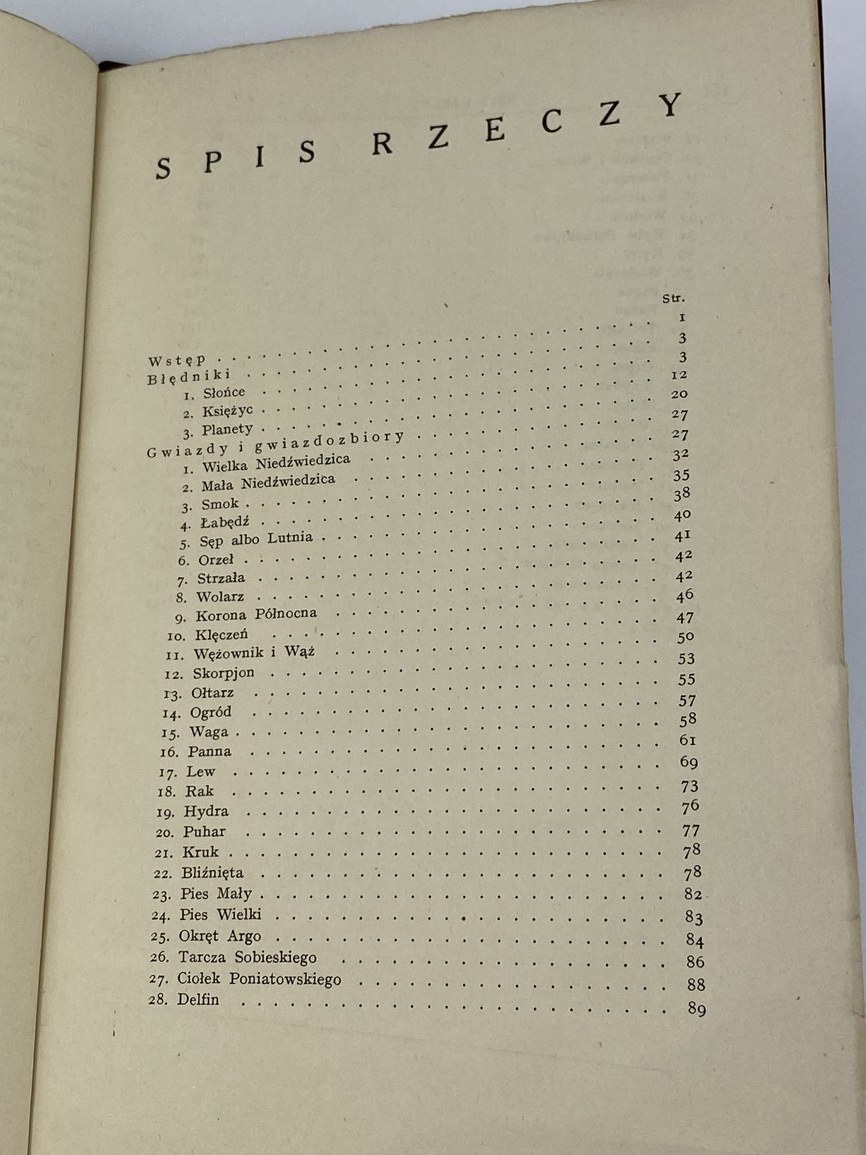 SPIS RZECZY
Str.
Wstęp . . . . . . . . . . 1
Błędniki . . . . . . . . . . 3
1. Słońce . . . . . . . . . . 3
2. Księżyc . . . . . . . . . . 12
3. Planety . . . . . . . . . . 20
Gwiazdy i gwiazdozbiory . . . . . . . . . . 27
1. Wielka Niedźwiedzica . . . . . . . . . . 27
2. Mała Niedźwiedzica . . . . . . . . . . 32
3. Smok . . . . . . . . . . 35
4. Łabędź . . . . . . . . . . 38
5. Sęp albo Lutnia . . . . . . . . . . 40
6. Orzeł . . . . . . . . . . 41
7. Strzała . . . . . . . . . . 42
8. Wolarz . . . . . . . . . . 42
9. Korona Północna . . . . . . . . . . 46
10. Klęczeń . . . . . . . . . . 47
11. Wężownik i Wąż . . . . . . . . . . 50
12. Skorpjon . . . . . . . . . . 53
13. Ołtarz . . . . . . . . . . 55
14. Ogród . . . . . . . . . . 57
15. Waga . . . . . . . . . . 58
16. Panna . . . . . . . . . . 61
17. Lew . . . . . . . . . . 69
18. Rak . . . . . . . . . . 73
19. Hydra . . . . . . . . . . 76
20. Puhar . . . . . . . . . . 77
21. Kruk . . . . . . . . . . 78
22. Bliźnięta . . . . . . . . . . 78
23. Pies Mały . . . . . . . . . . 82
24. Pies Wielki . . . . . . . . . . 83
25. Okręt Argo . . . . . . . . . . 84
26. Tarcza Sobieskiego . . . . . . . . . . 86
27. Ciołek Poniatowskiego . . . . . . . . . . 88
28. Delfin . . . . . . . . . . 89